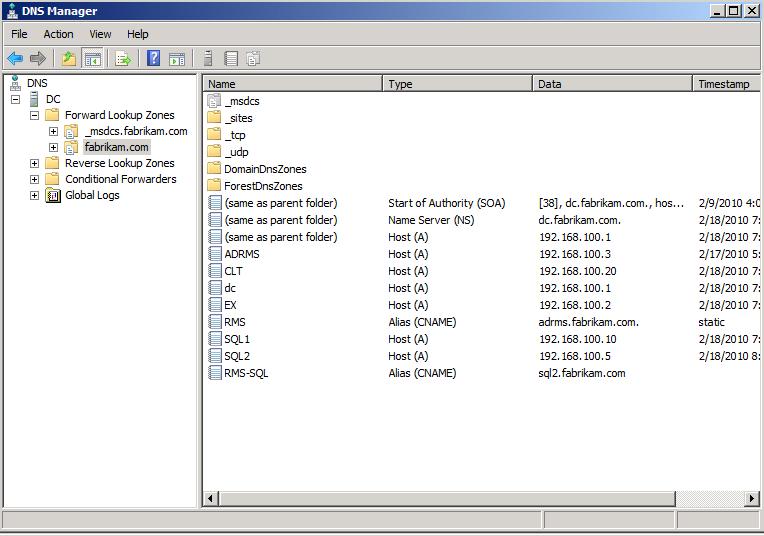 DNS Manager
File Action View Help
DNS
DC
Forward Lookup Zones
_msdcs.fabrikam.com
fabrikam.com
Reverse Lookup Zones
Conditional Forwarders
Global Logs
Name Type Data Timestamp
_msdcs
_sites
_tcp
_udp
DomainDnsZones
ForestDnsZones
(same as parent folder) Start of Authority (SOA) [38], dc.fabrikam.com., hos... 2/9/2010 4:0
(same as parent folder) Name Server (NS) dc.fabrikam.com. 2/18/2010 7:
(same as parent folder) Host (A) 192.168.100.1 2/18/2010 7:
ADRMS Host (A) 192.168.100.3 2/17/2010 5:
CLT Host (A) 192.168.100.20 2/18/2010 7:
dc Host (A) 192.168.100.1 2/18/2010 7:
EX Host (A) 192.168.100.2 2/18/2010 7:
RMS Alias (CNAME) adrms.fabrikam.com. static
SQL1 Host (A) 192.168.100.10 2/18/2010 7:
SQL2 Host (A) 192.168.100.5 2/18/2010 8:
RMS-SQL Alias (CNAME) sql2.fabrikam.com